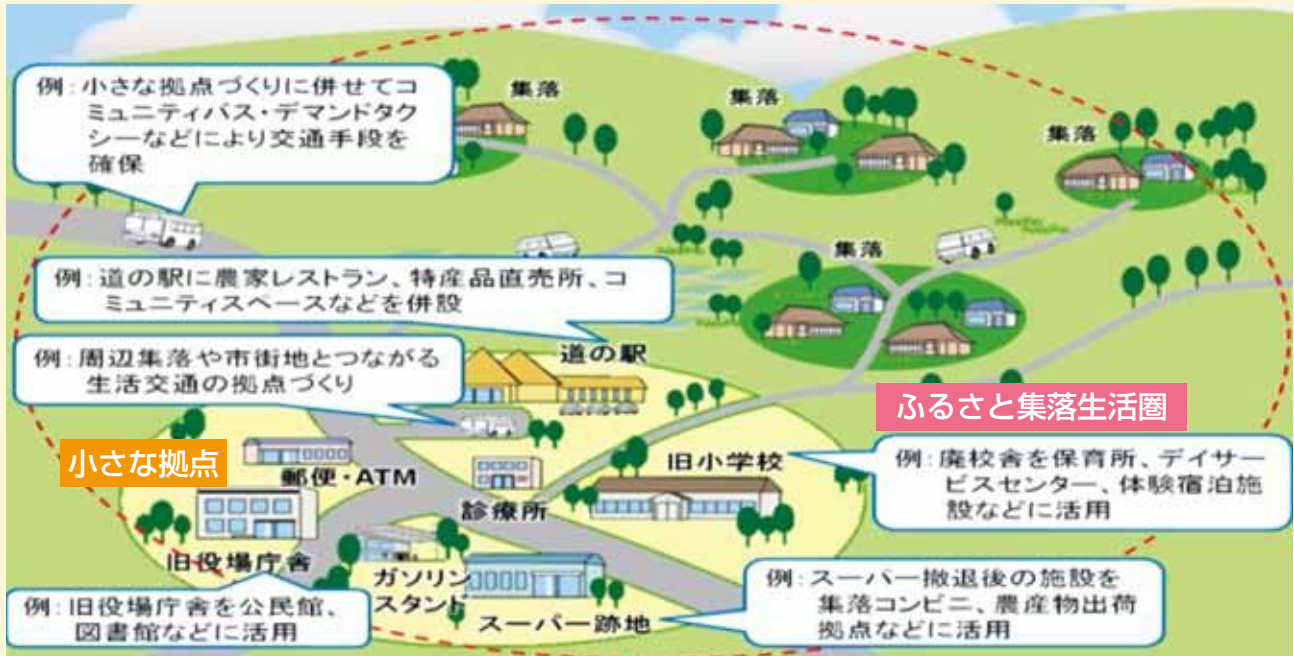 例：小さな拠点づくりに併せてコ
ミュニティバス・デマンドタク
シーなどにより交通手段を
確保
集落
集落
集落
集落
例：道の駅に農家レストラン、特産品直売所、コ
ミュニティスペースなどを併設
道の駅
例：周辺集落や市街地とつながる
生活交通の拠点づくり
ふるさと集落生活圏
小さな拠点
郵便・ATM
旧小学校
例：廃校舎を保育所、デイサー
ビスセンター、体験宿泊施
設などに活用
診療所
旧役場庁舎
ガソリン
スタンド
スーパー跡地
例：旧役場庁舎を公民館、
図書館などに活用
例：スーパー撤退後の施設を
集落コンビニ、農産物出荷
拠点などに活用